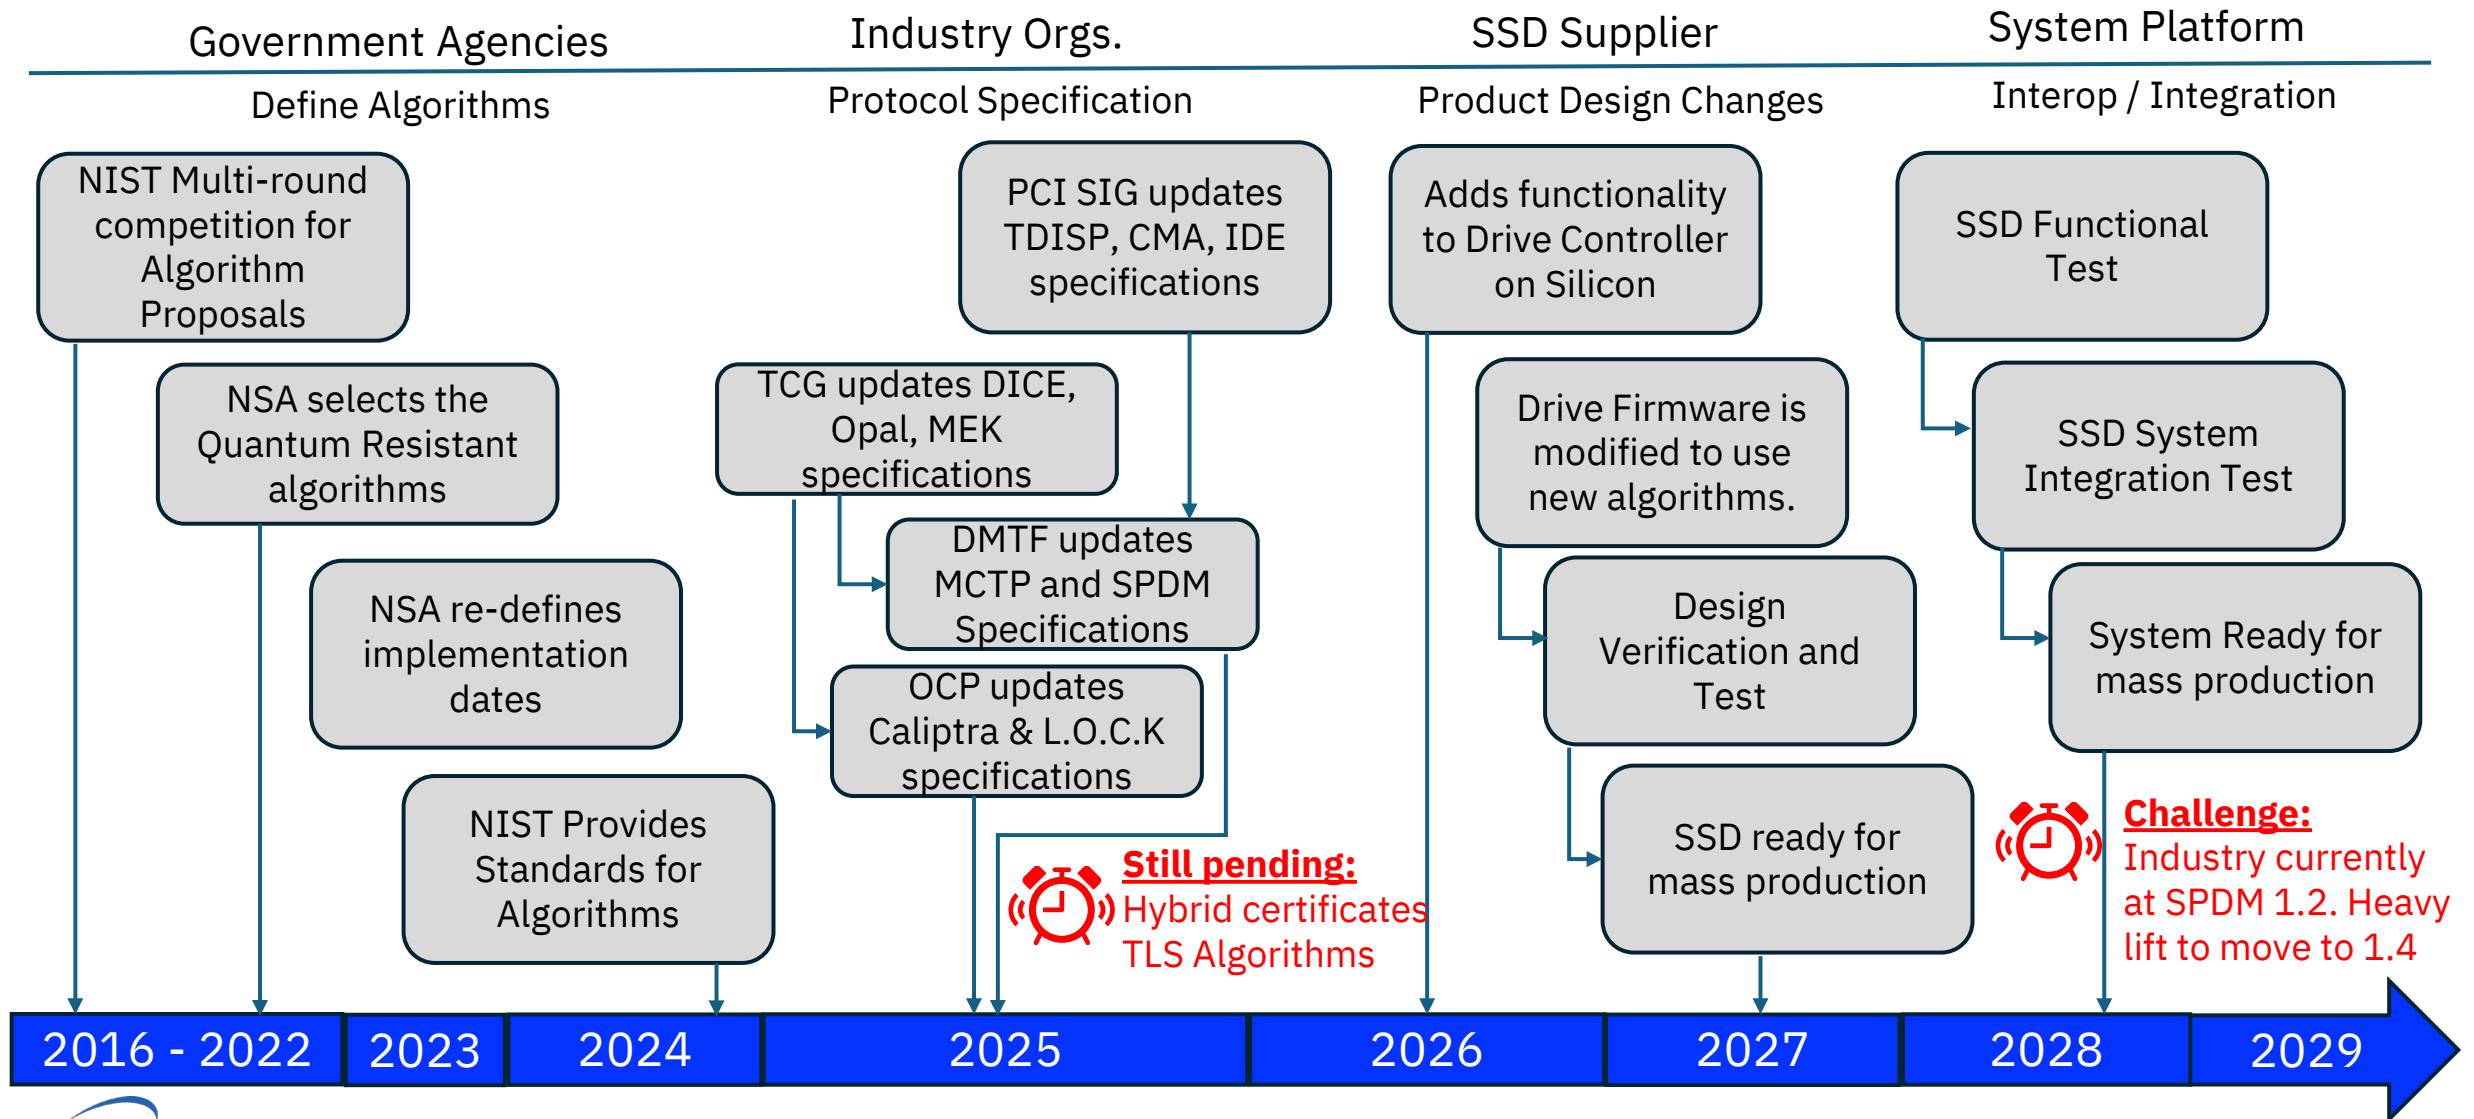 Government Agencies
Industry Orgs.
SSD Supplier
System Platform
Define Algorithms
Protocol Specification
Product Design Changes
Interop / Integration
NIST Multi-round
competition for
Algorithm
Proposals
NSA selects the
Quantum Resistant
algorithms
NSA re-defines
implementation
dates
NIST Provides
Standards for
Algorithms
PCI SIG updates
TDISP, CMA, IDE
specifications
TCG updates DICE,
Opal, MEK
specifications
DMTF updates
MCTP and SPDM
Specifications
OCP updates
Caliptra & L.O.C.K
specifications
Still pending:
Hybrid certificates
TLS Algorithms
Adds functionality
to Drive Controller
on Silicon
Drive Firmware is
modified to use
new algorithms.
Design
Verification and
Test
SSD ready for
mass production
SSD Functional
Test
SSD System
Integration Test
System Ready for
mass production
Challenge:
Industry currently
at SPDM 1.2. Heavy
lift to move to 1.4
2016 - 2022
2023
2024
2025
2026
2027
2028
2029